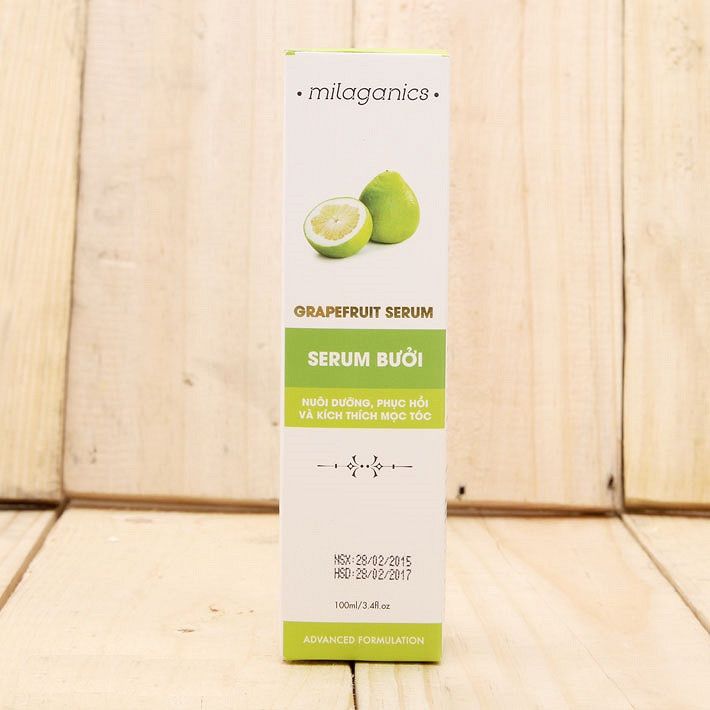 • milaganics •
GRAPEFRUIT SERUM
SERUM BƯỞI
NUÔI DƯỠNG, PHỤC HỒI
VÀ KÍCH THÍCH MỌC TÓC
NSX:28/02/2015
HSD:28/02/2017
100ml/3.4fl.oz
ADVANCED FORMULATION